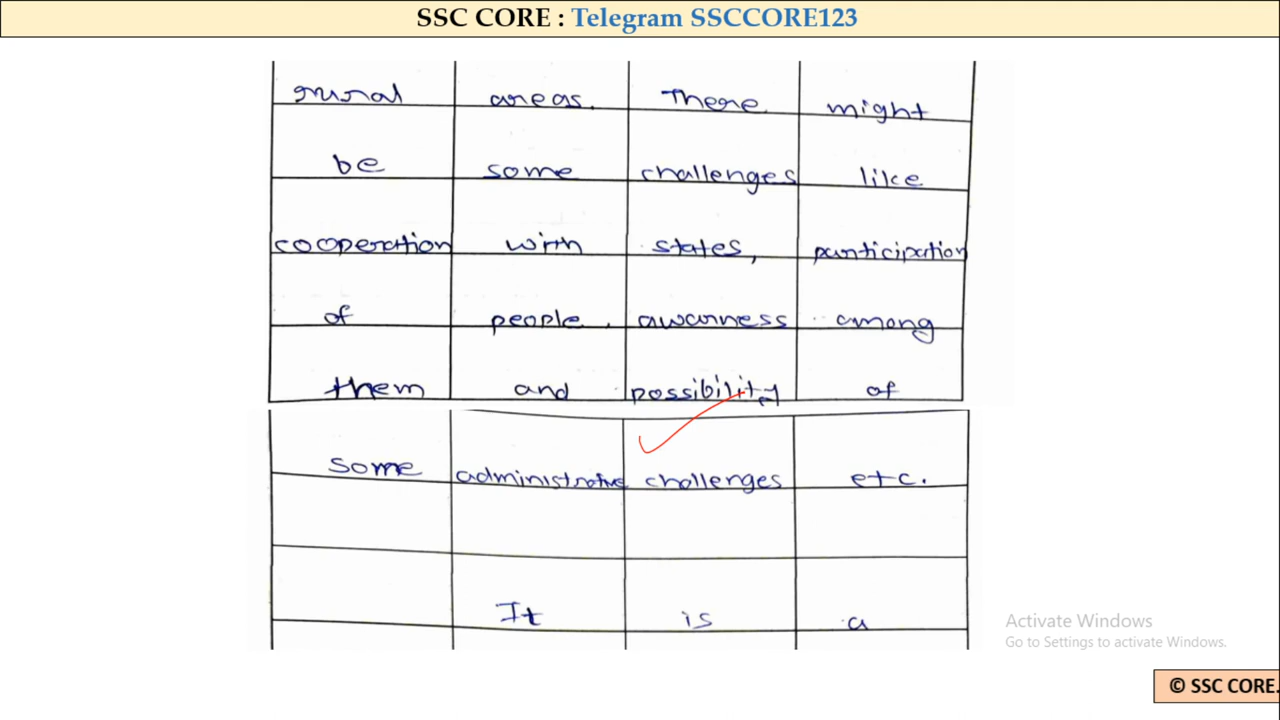 SSC CORE : Telegram SSCCORE123
rural areas. There might
be some challenges like
cooperation with states, participation
of people, awarness among
them and possibility of
some administrative challenges etc.
It is a
Activate Windows
Go to Settings to activate Windows.
© SSC CORE.